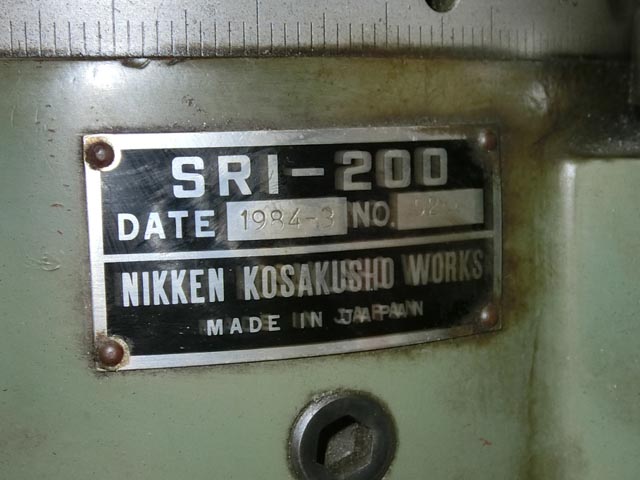 SRI-200
DATE 1984-3 NO.
NIKKEN KOSAKUSHO WORKS
MADE IN JAPAN